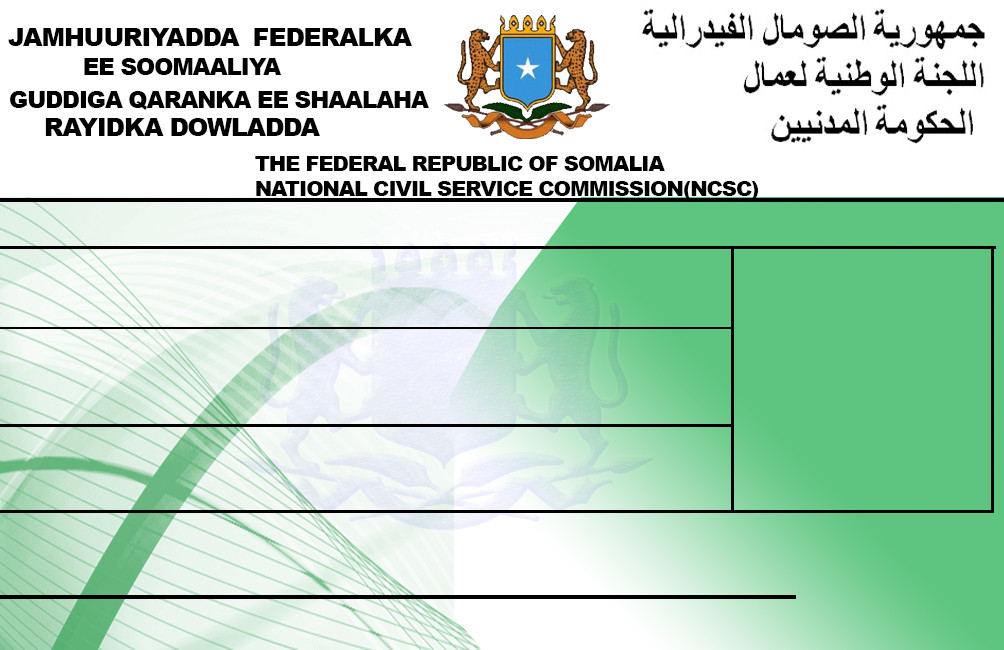 JAMHUURIYADDA FEDERALKA
EE SOOMAALIYA
GUDDIGA QARANKA EE SHAALAHA
RAYIDKA DOWLADDA
جمهورية الصومال الفيدرالية
اللجنة الوطنية لعمال
الحكومة المدنيين
THE FEDERAL REPUBLIC OF SOMALIA
NATIONAL CIVIL SERVICE COMMISSION(NCSC)